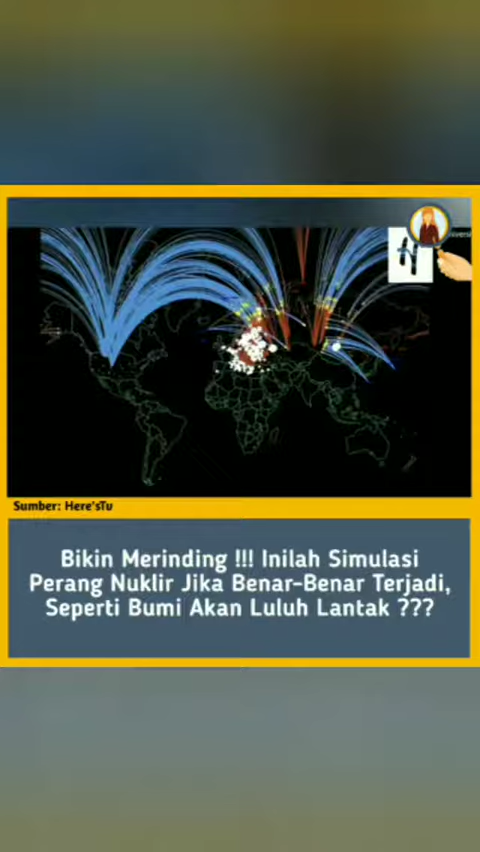 Sumber: Here'sTu
Bikin Merinding !!! Inilah Simulasi
Perang Nuklir Jika Benar-Benar Terjadi,
Seperti Bumi Akan Luluh Lantak ???